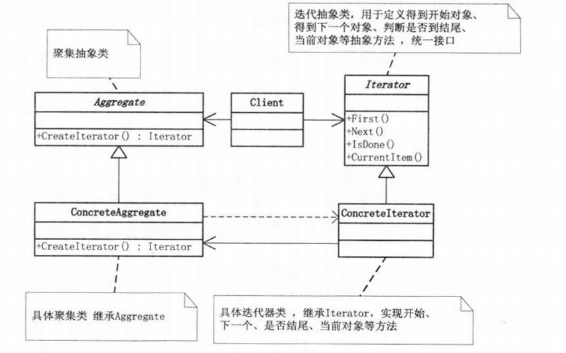 迭代抽象类，用于定义得到开始对象、
得到下一个对象、判断是否到结尾、
当前对象等抽象方法，统一接口
聚集抽象类
Aggregate
+CreateIterator() : Iterator
Client
Iterator
+First()
+Next()
+IsDone()
+CurrentItem()
ConcreteAggregate
+CreateIterator() : Iterator
ConcreteIterator
具体聚集类 继承Aggregate
具体迭代器类 ，继承Iterator，实现开始、
下一个、是否结尾、当前对象等方法